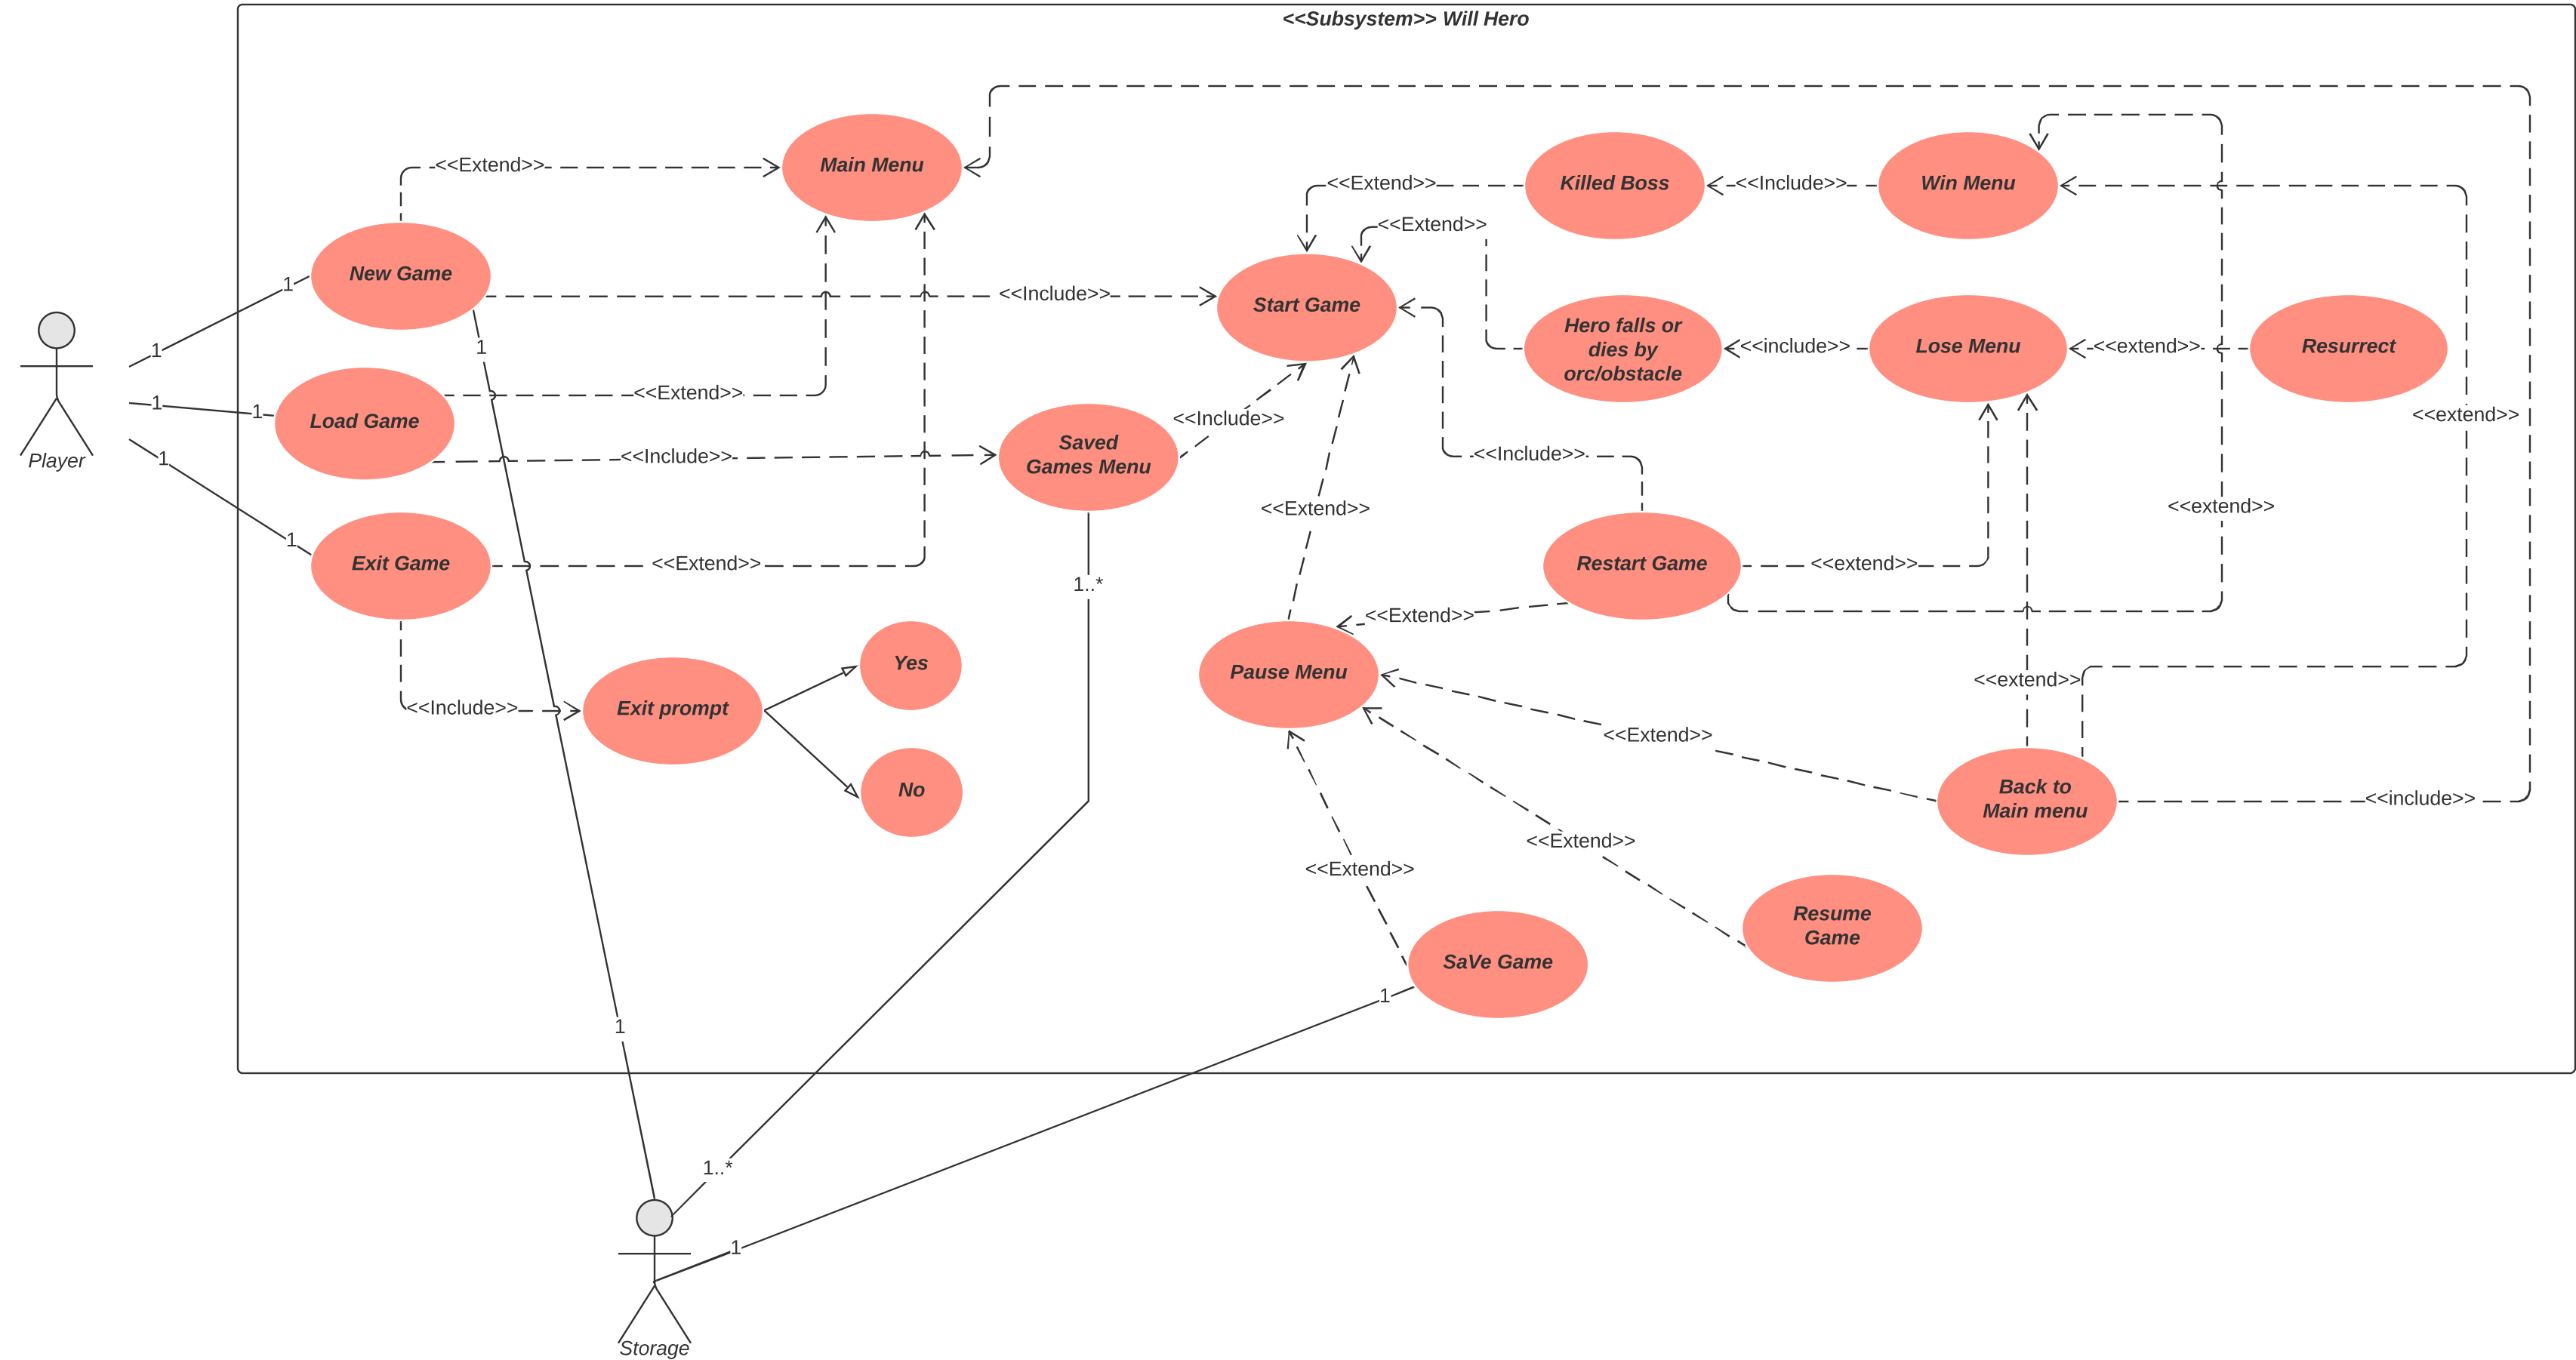 <<Subsystem>> Will Hero
<<Extend>>
Main Menu
<<Extend>>
Killed Boss
<<Include>>
Win Menu
<<Extend>>
New Game
1
<<Include>>
Start Game
Hero falls or
dies by
orc/obstacle
<<include>>
Lose Menu
<<extend>>
Resurrect
1
1
Player
1
1
Load Game
<<Extend>>
<<Include>>
Saved
Games Menu
<<Include>>
<<Include>>
<<extend>>
<<extend>>
1
1
Exit Game
<<Extend>>
1..*
<<Extend>>
Restart Game
<<extend>>
<<Extend>>
<<Include>>
Exit prompt
Yes
No
Pause Menu
<<extend>>
<<Extend>>
Back to
Main menu
<<include>>
<<Extend>>
<<Extend>>
Resume
Game
SaVe Game
1
1
1..*
1
Storage